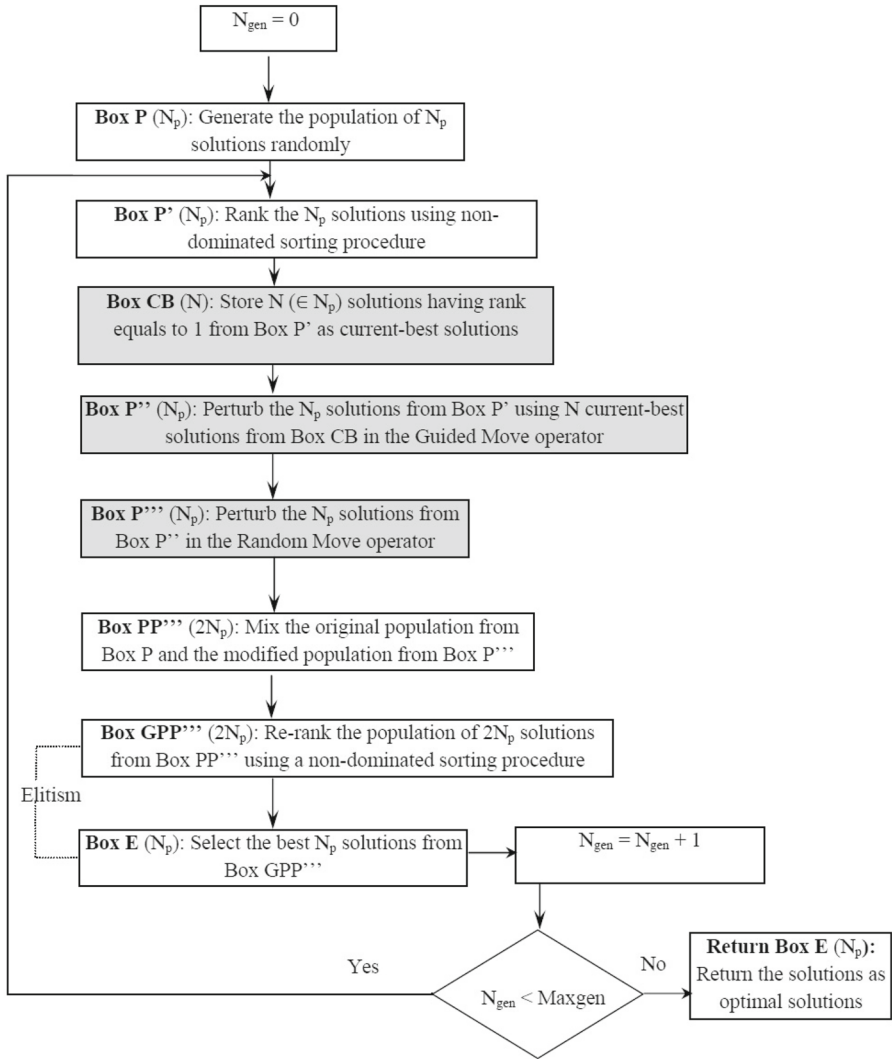 N_gen = 0
Box P (N_p): Generate the population of N_p
solutions randomly
Box P’ (N_p): Rank the N_p solutions using non-
dominated sorting procedure
Box CB (N): Store N (∈ N_p) solutions having rank
equals to 1 from Box P’ as current-best solutions
Box P’’ (N_p): Perturb the N_p solutions from Box P’ using N current-best
solutions from Box CB in the Guided Move operator
Box P’’’ (N_p): Perturb the N_p solutions from
Box P’’ in the Random Move operator
Box PP’’’ (2N_p): Mix the original population from
Box P and the modified population from Box P’’’
Box GPP’’’ (2N_p): Re-rank the population of 2N_p solutions
from Box PP’’’ using a non-dominated sorting procedure
Elitism
Box E (N_p): Select the best N_p solutions from
Box GPP’’’
N_gen = N_gen + 1
N_gen < Maxgen
Yes
No
Return Box E (N_p):
Return the solutions as
optimal solutions